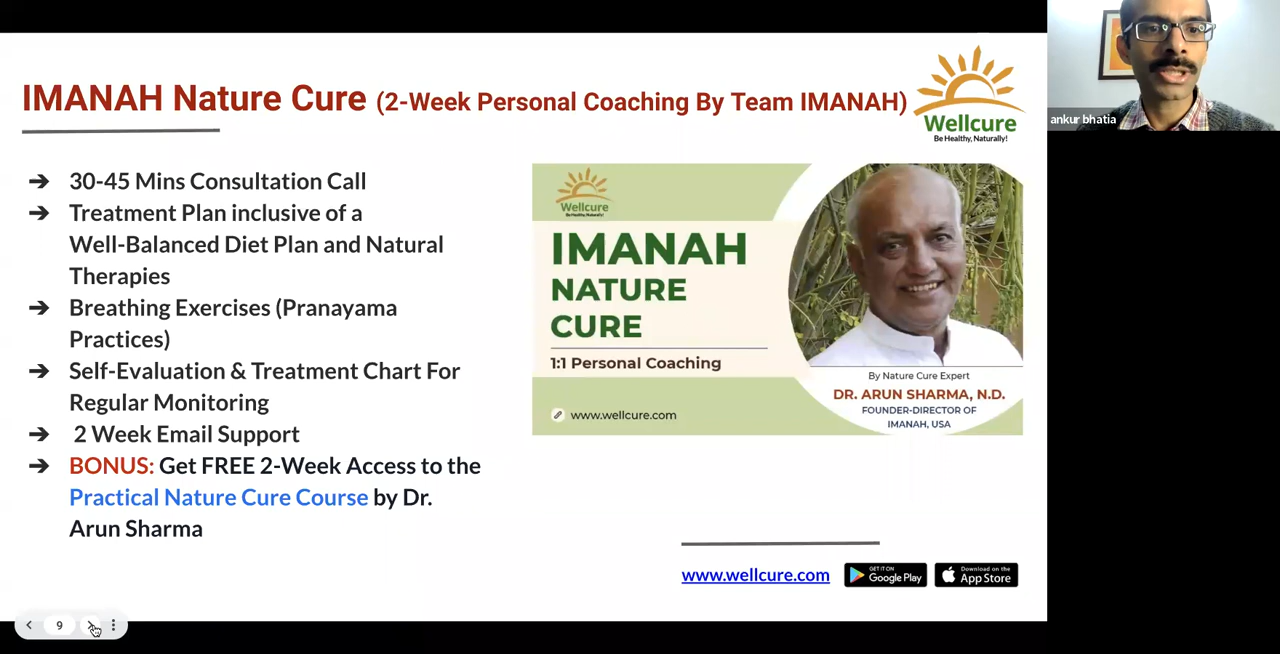 IMANAH Nature Cure (2-Week Personal Coaching By Team IMANAH)
Wellcure
Be Healthy, Naturally!
ankur bhatia
➔ 30-45 Mins Consultation Call
➔ Treatment Plan inclusive of a
Well-Balanced Diet Plan and Natural
Therapies
➔ Breathing Exercises (Pranayama
Practices)
➔ Self-Evaluation & Treatment Chart For
Regular Monitoring
➔ 2 Week Email Support
➔ BONUS: Get FREE 2-Week Access to the
Practical Nature Cure Course by Dr.
Arun Sharma
Wellcure
Be Healthy, Naturally!
IMANAH
NATURE
CURE
1:1 Personal Coaching
www.wellcure.com
By Nature Cure Expert
DR. ARUN SHARMA, N.D.
FOUNDER-DIRECTOR OF
IMANAH, USA
www.wellcure.com
GET IT ON
Google Play
Download on the
App Store
9